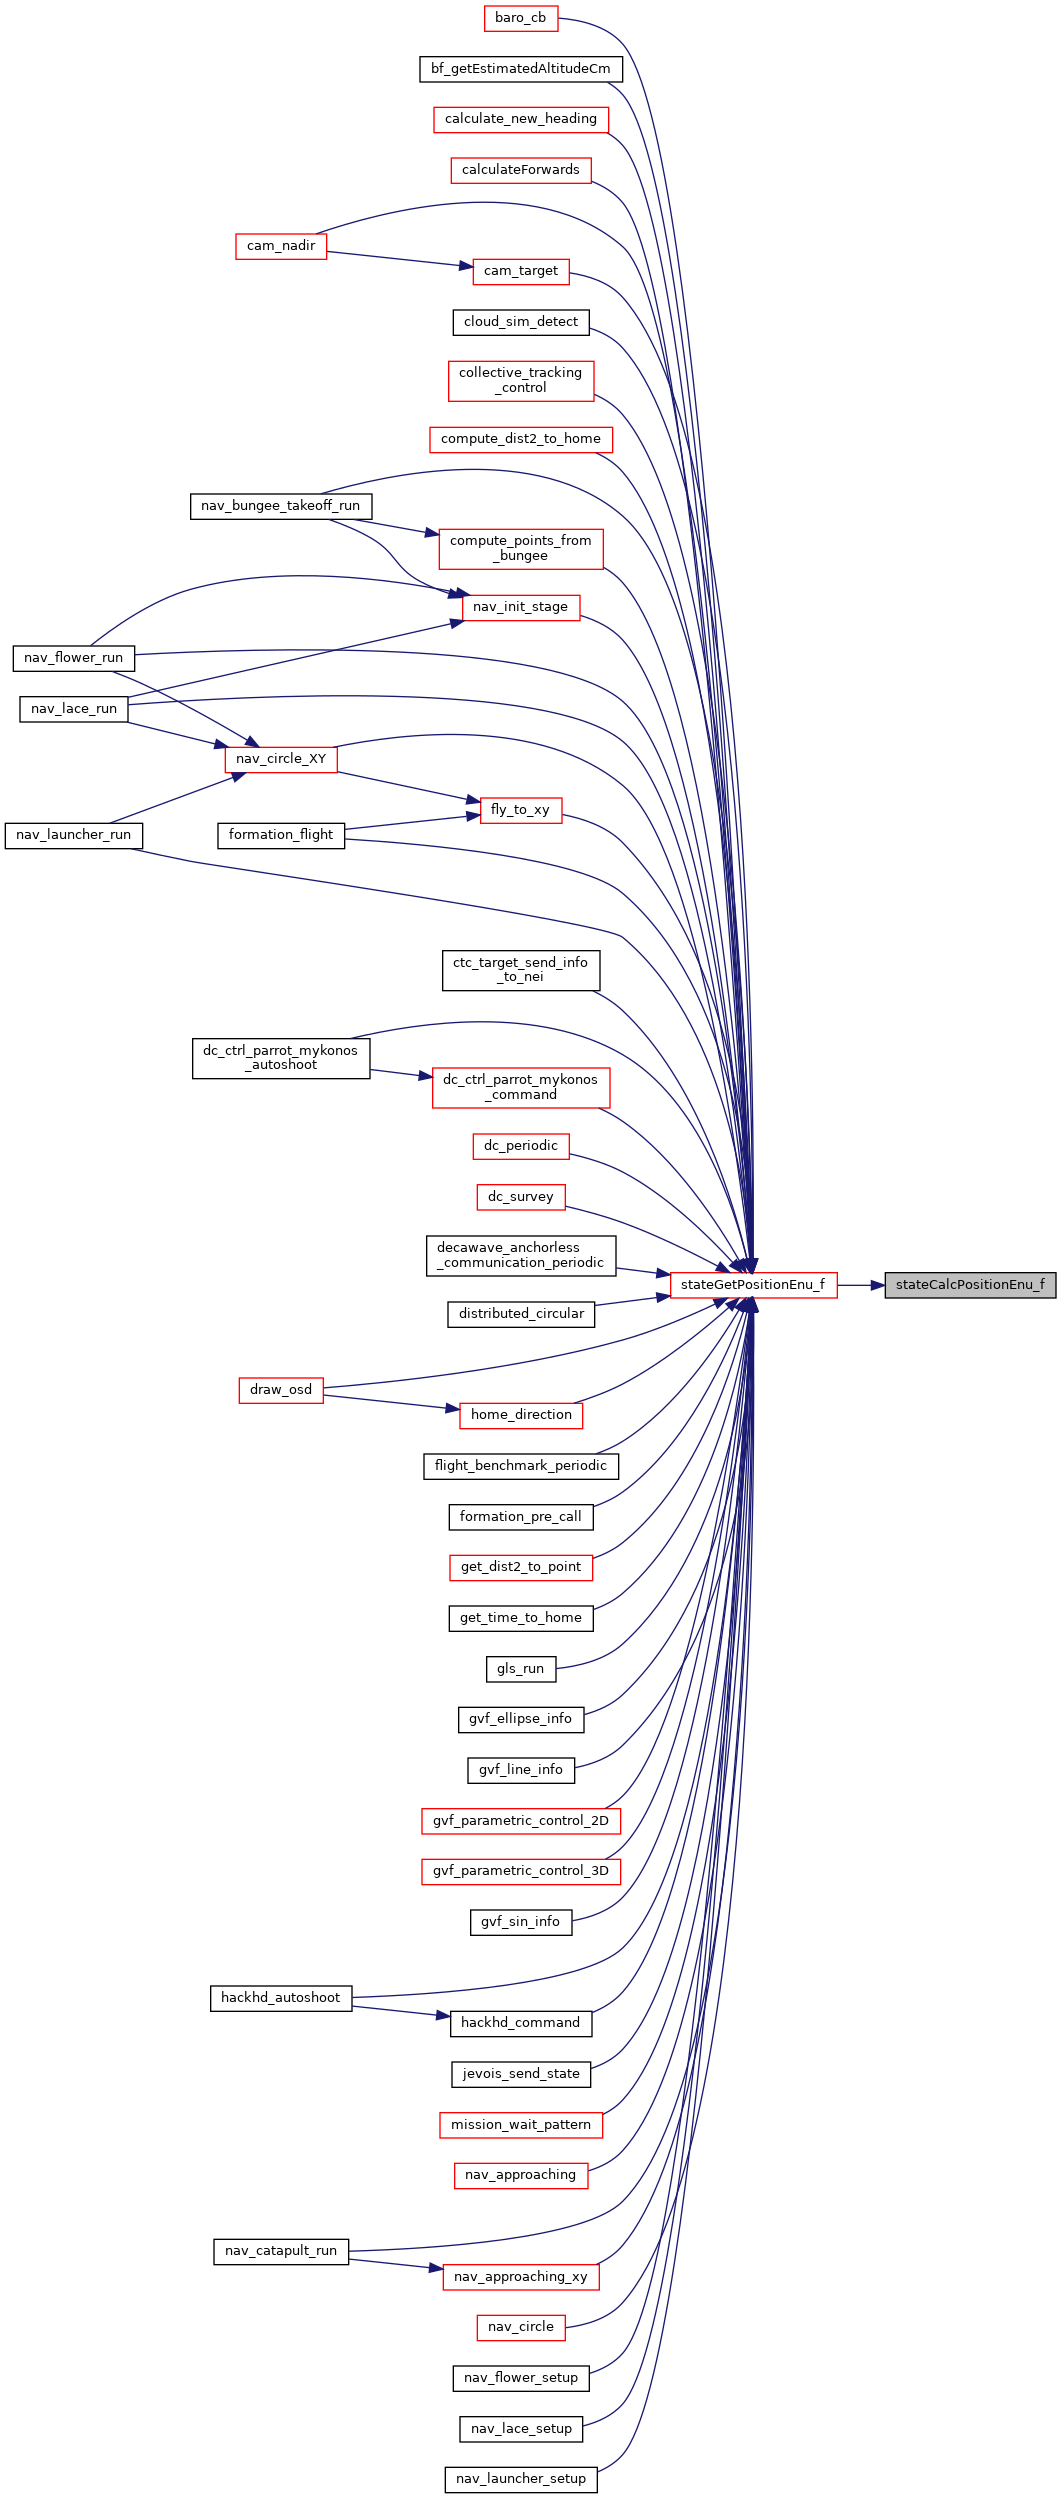 baro_cb
bf_getEstimatedAltitudeCm
calculate_new_heading
calculateForwards
cam_nadir
cam_target
cloud_sim_detect
collective_tracking
_control
compute_dist2_to_home
nav_bungee_takeoff_run
compute_points_from
_bungee
nav_init_stage
nav_flower_run
nav_lace_run
nav_circle_XY
fly_to_xy
nav_launcher_run
formation_flight
ctc_target_send_info
_to_nei
dc_ctrl_parrot_mykonos
_autoshoot
dc_ctrl_parrot_mykonos
_command
dc_periodic
dc_survey
decawave_anchorless
_communication_periodic
stateGetPositionEnu_f
stateCalcPositionEnu_f
distributed_circular
draw_osd
home_direction
flight_benchmark_periodic
formation_pre_call
get_dist2_to_point
get_time_to_home
gls_run
gvf_ellipse_info
gvf_line_info
gvf_parametric_control_2D
gvf_parametric_control_3D
gvf_sin_info
hackhd_autoshoot
hackhd_command
jevois_send_state
mission_wait_pattern
nav_approaching
nav_catapult_run
nav_approaching_xy
nav_circle
nav_flower_setup
nav_lace_setup
nav_launcher_setup